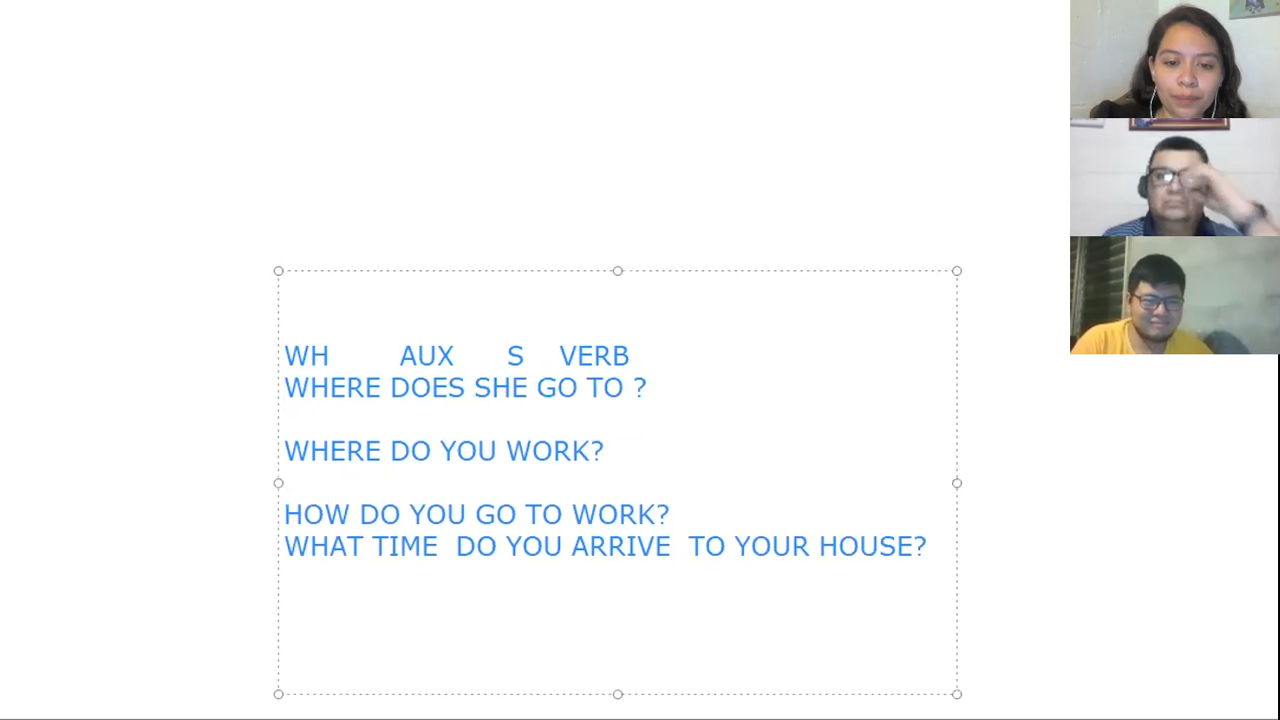 WH AUX S VERB
WHERE DOES SHE GO TO ?
WHERE DO YOU WORK?
HOW DO YOU GO TO WORK?
WHAT TIME DO YOU ARRIVE TO YOUR HOUSE?